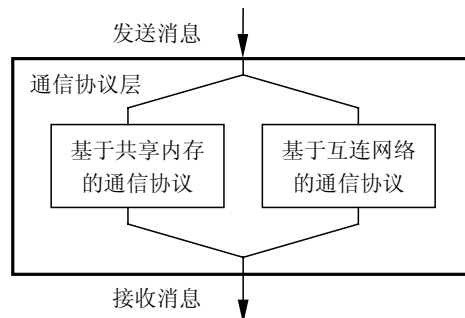 发送消息
通信协议层
基于共享内存
的通信协议
基于互连网络
的通信协议
接收消息